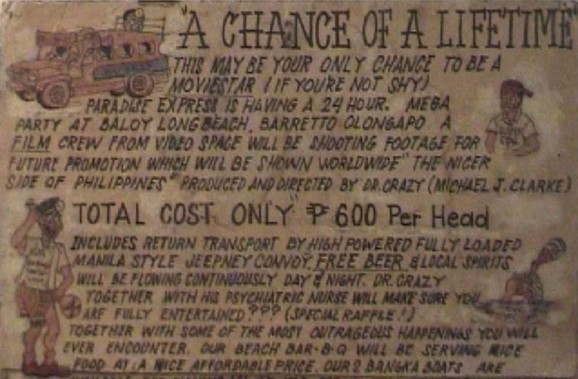 "A CHANCE OF A LIFETIME"
THIS MAY BE YOUR ONLY CHANCE TO BE A
MOVIESTAR (IF YOU'RE NOT SHY)
PARADISE EXPRESS IS HAVING A 24 HOUR. MEGA
PARTY AT BALOY LONG BEACH, BARRETTO OLONGAPO A
FILM CREW FROM VIDEO SPACE WILL BE SHOOTING FOOTAGE FOR
FUTURE PROMOTION WHICH WILL BE SHOWN WORLDWIDE" THE NICER
SIDE OF PHILIPPINES" PRODUCED AND DIRECTED BY DR.CRAZY (MICHAEL J. CLARKE)
TOTAL COST ONLY" ₱ 600 Per Head
INCLUDES RETURN TRANSPORT BY HIGH POWERED FULLY LOADED
MANILA STYLE JEEPNEY CONVOY. FREE BEER & LOCAL SPIRITS
WILL BE FLOWING CONTINUOUSLY DAY & NIGHT. DR. CRAZY
TOGETHER WITH HIS PSYCHIATRIC NURSE WILL MAKE SURE YOU
ARE FULLY ENTERTAINED??? (SPECIAL RAFFLE!)
TOGETHER WITH SOME OF THE MOST OUTRAGEOUS HAPPENINGS YOU WILL
EVER ENCOUNTER. OUR BEACH BAR-B-Q WILL BE SERVING NICE
FOOD AT A NICE AFFORDABLE PRICE. OUR 2 BANGKA BOATS ARE